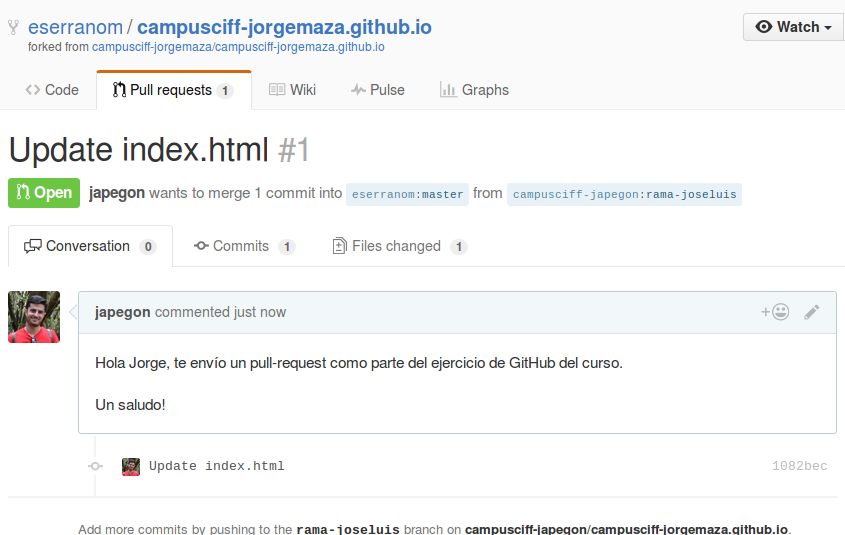 eserranom / campusciff-jorgemaza.github.io
Watch
forked from campusciff-jorgemaza/campusciff-jorgemaza.github.io
Code
Pull requests 1
Wiki
Pulse
Graphs
Update index.html #1
Open japegon wants to merge 1 commit into eserranom:master from campusciff-japegon:rama-joseluis
Conversation 0
Commits 1
Files changed 1
japegon commented just now
Hola Jorge, te envío un pull-request como parte del ejercicio de GitHub del curso.
Un saludo!
Update index.html 1082bec
Add more commits by pushing to the rama-joseluis branch on campusciff-japegon/campusciff-jorgemaza.github.io.